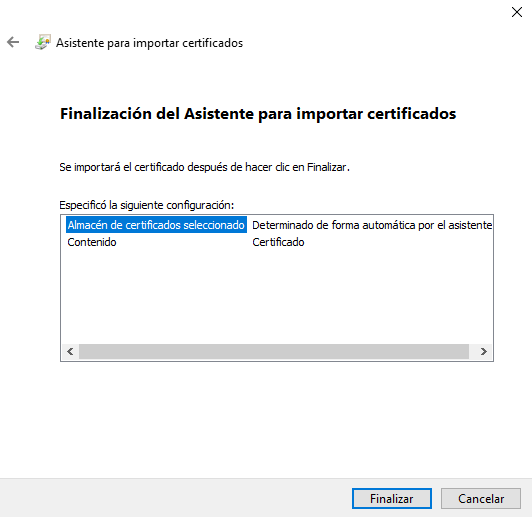 Asistente para importar certificados
Finalización del Asistente para importar certificados
Se importará el certificado después de hacer clic en Finalizar.
Especificó la siguiente configuración:
Almacén de certificados seleccionado Determinado de forma automática por el asistente
Contenido Certificado
Finalizar Cancelar